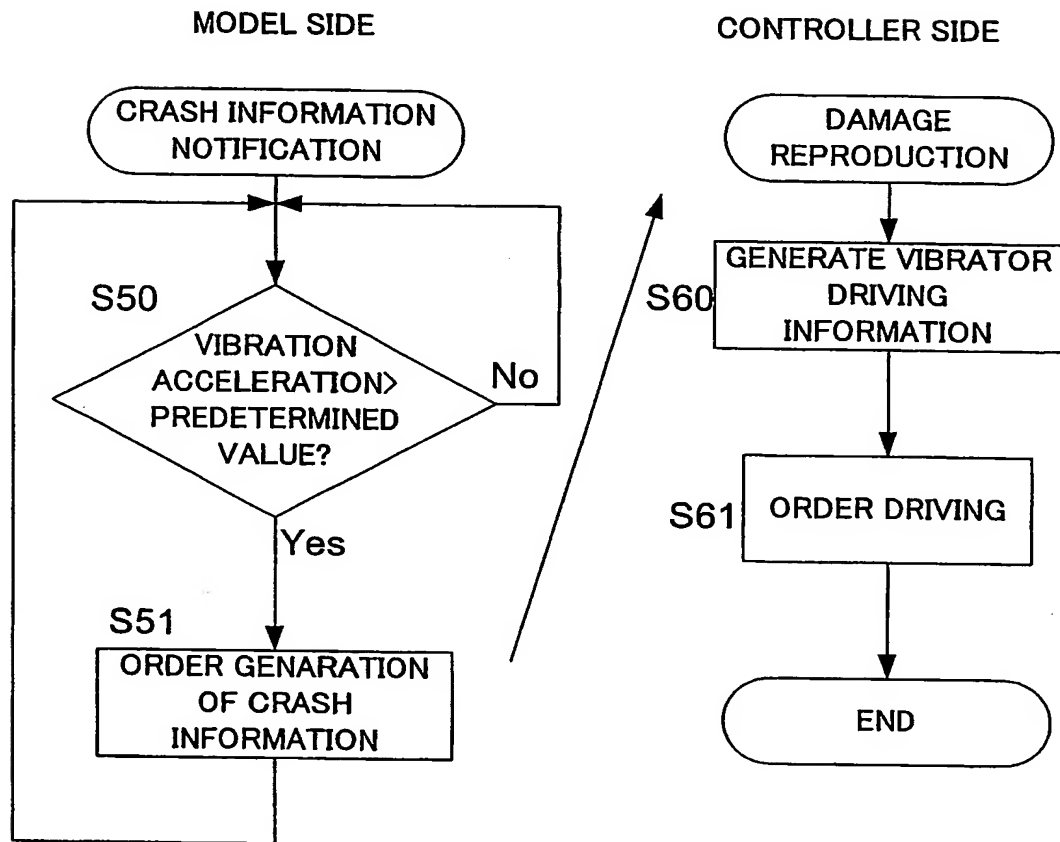 MODEL SIDE
CRASH INFORMATION
NOTIFICATION
S50
VIBRATION
ACCELERATION>
PREDETERMINED
VALUE?
No
Yes
S51
ORDER GENARATION
OF CRASH
INFORMATION
CONTROLLER SIDE
DAMAGE
REPRODUCTION
S60
GENERATE VIBRATOR
DRIVING
INFORMATION
S61
ORDER DRIVING
END